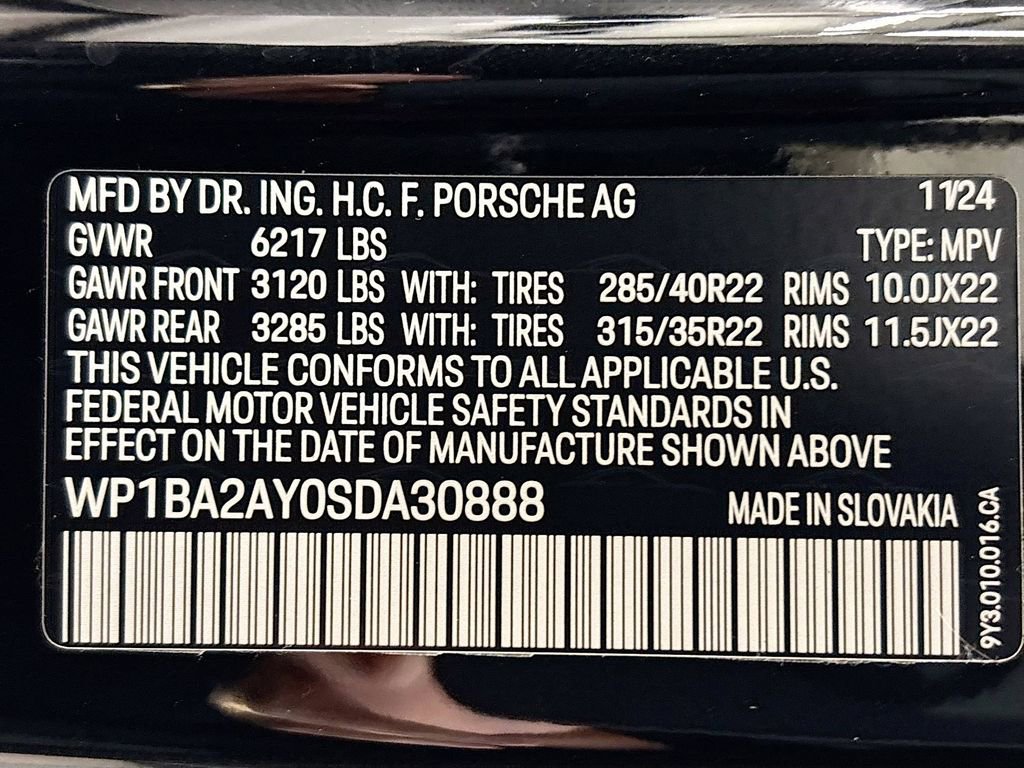 MFD BY DR. ING. H.C. F. PORSCHE AG 11/24
GVWR 6217 LBS TYPE: MPV
GAWR FRONT 3120 LBS WITH: TIRES 285/40R22 RIMS 10.0JX22
GAWR REAR 3285 LBS WITH: TIRES 315/35R22 RIMS 11.5JX22
THIS VEHICLE CONFORMS TO ALL APPLICABLE U.S.
FEDERAL MOTOR VEHICLE SAFETY STANDARDS IN
EFFECT ON THE DATE OF MANUFACTURE SHOWN ABOVE
WP1BA2AY0SDA30888 MADE IN SLOVAKIA
9Y3.010.016.CA